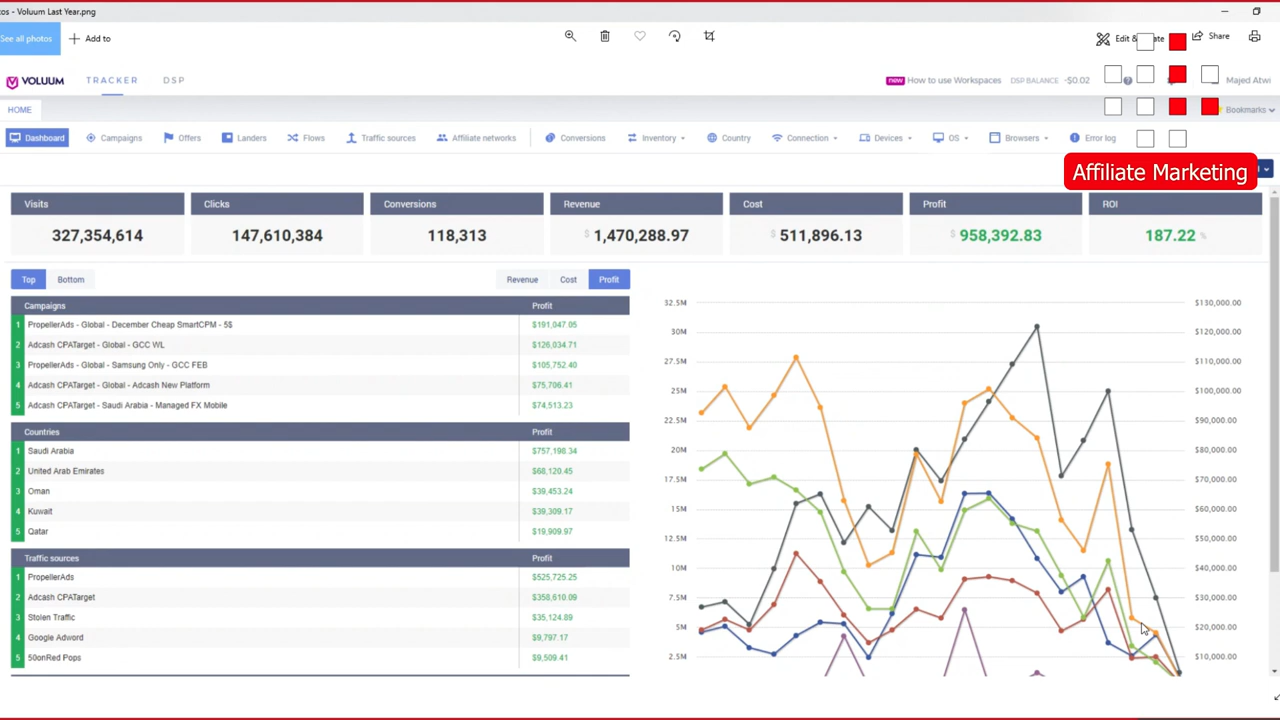 os - Voluum Last Year.png
See all photos
Add to
Edit &
te
Share
VOLUUM
TRACKER
DSP
new
How to use Workspaces
DSP BALANCE -$0.02
Majed Atwi
HOME
Bookmarks
Dashboard
Campaigns
Offers
Landers
Flows
Traffic sources
Affiliate networks
Conversions
Inventory
Country
Connection
Devices
OS
Browsers
Error log
Affiliate Marketing
Visits
Clicks
Conversions
Revenue
Cost
Profit
ROI
327,354,614
147,610,384
118,313
$ 1,470,288.97
$ 511,896.13
$ 958,392.83
187.22 %
Top
Bottom
Revenue
Cost
Profit
Campaigns Profit
1 PropellerAds - Global - December Cheap SmartCPM - 5$ $191,047.05
2 Adcash CPATarget - Global - GCC WL $126,034.71
3 PropellerAds - Global - Samsung Only - GCC FEB $105,752.40
4 Adcash CPATarget - Global - Adcash New Platform $75,706.41
5 Adcash CPATarget - Saudi Arabia - Managed FX Mobile $74,513.23
Countries Profit
1 Saudi Arabia $757,198.34
2 United Arab Emirates $68,120.45
3 Oman $39,453.24
4 Kuwait $39,309.17
5 Qatar $19,909.97
Traffic sources Profit
1 PropellerAds $525,725.25
2 Adcash CPATarget $358,610.09
3 Stolen Traffic $35,124.89
4 Google Adword $9,797.17
5 50onRed Pops $9,509.41
32.5M $130,000.00
30M $120,000.00
27.5M $110,000.00
25M $100,000.00
22.5M $90,000.00
20M $80,000.00
17.5M $70,000.00
15M $60,000.00
12.5M $50,000.00
10M $40,000.00
7.5M $30,000.00
5M $20,000.00
2.5M $10,000.00